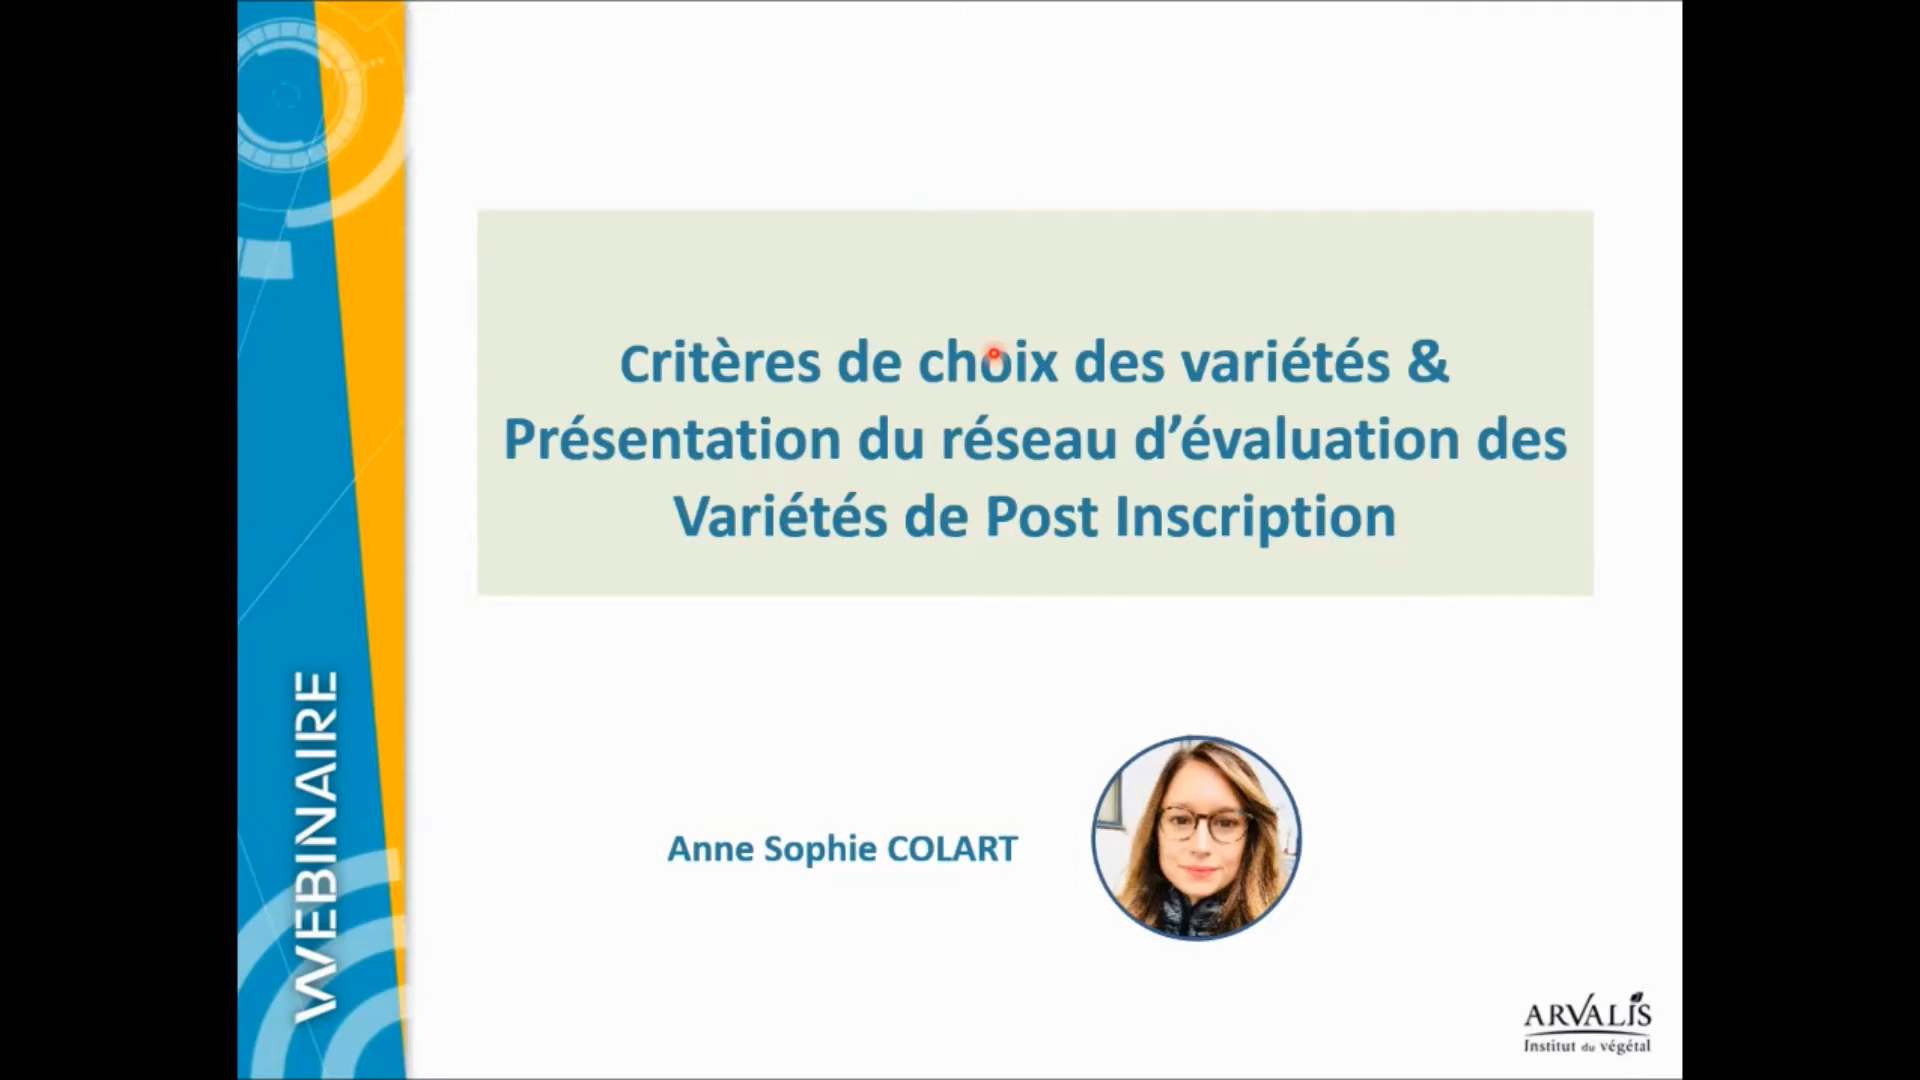 Critères de choix des variétés &
Présentation du réseau d’évaluation des
Variétés de Post Inscription
Anne Sophie COLART
WEBINAIRE
ARVALIS
Institut du végétal